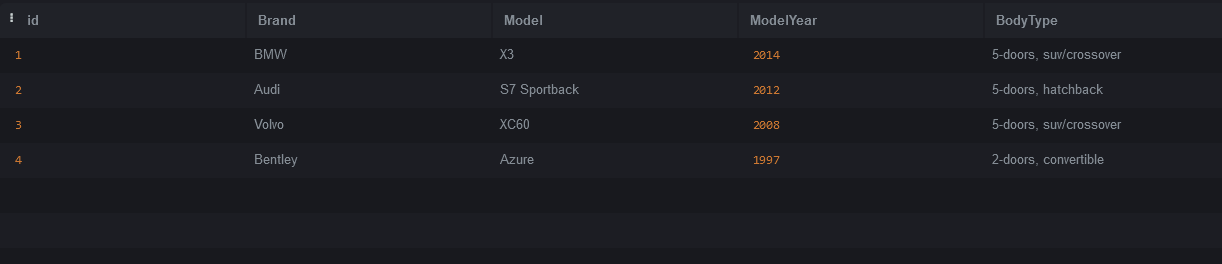 id Brand Model ModelYear BodyType
1 BMW X3 2014 5-doors, suv/crossover
2 Audi S7 Sportback 2012 5-doors, hatchback
3 Volvo XC60 2008 5-doors, suv/crossover
4 Bentley Azure 1997 2-doors, convertible